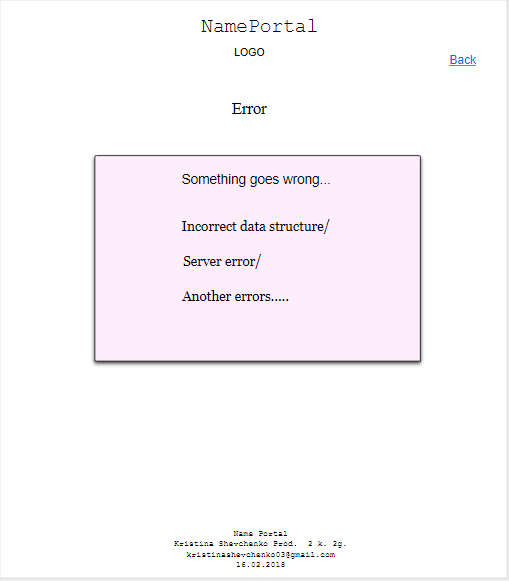 NamePortal
LOGO
Back
Error
Something goes wrong...
Incorrect data structure/
Server error/
Another errors.....
Name Portal
Kristina Shevchenko Prod. 2 k. 2g.
kristinashevchenko03@gmail.com
16.02.2018